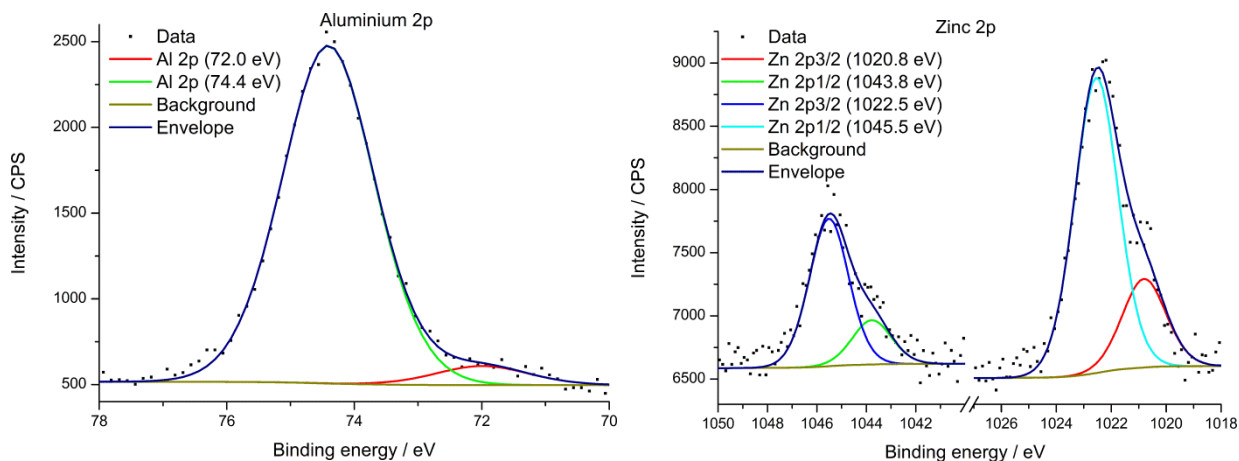 Aluminium 2p
Data
Al 2p (72.0 eV)
Al 2p (74.4 eV)
Background
Envelope
2500
2000
1500
1000
500
Intensity / CPS
78
76
74
72
70
Binding energy / eV
Zinc 2p
Data
Zn 2p3/2 (1020.8 eV)
Zn 2p1/2 (1043.8 eV)
Zn 2p3/2 (1022.5 eV)
Zn 2p1/2 (1045.5 eV)
Background
Envelope
9000
8500
8000
7500
7000
6500
Intensity / CPS
1050
1048
1046
1044
1042
1026
1024
1022
1020
1018
Binding energy / eV